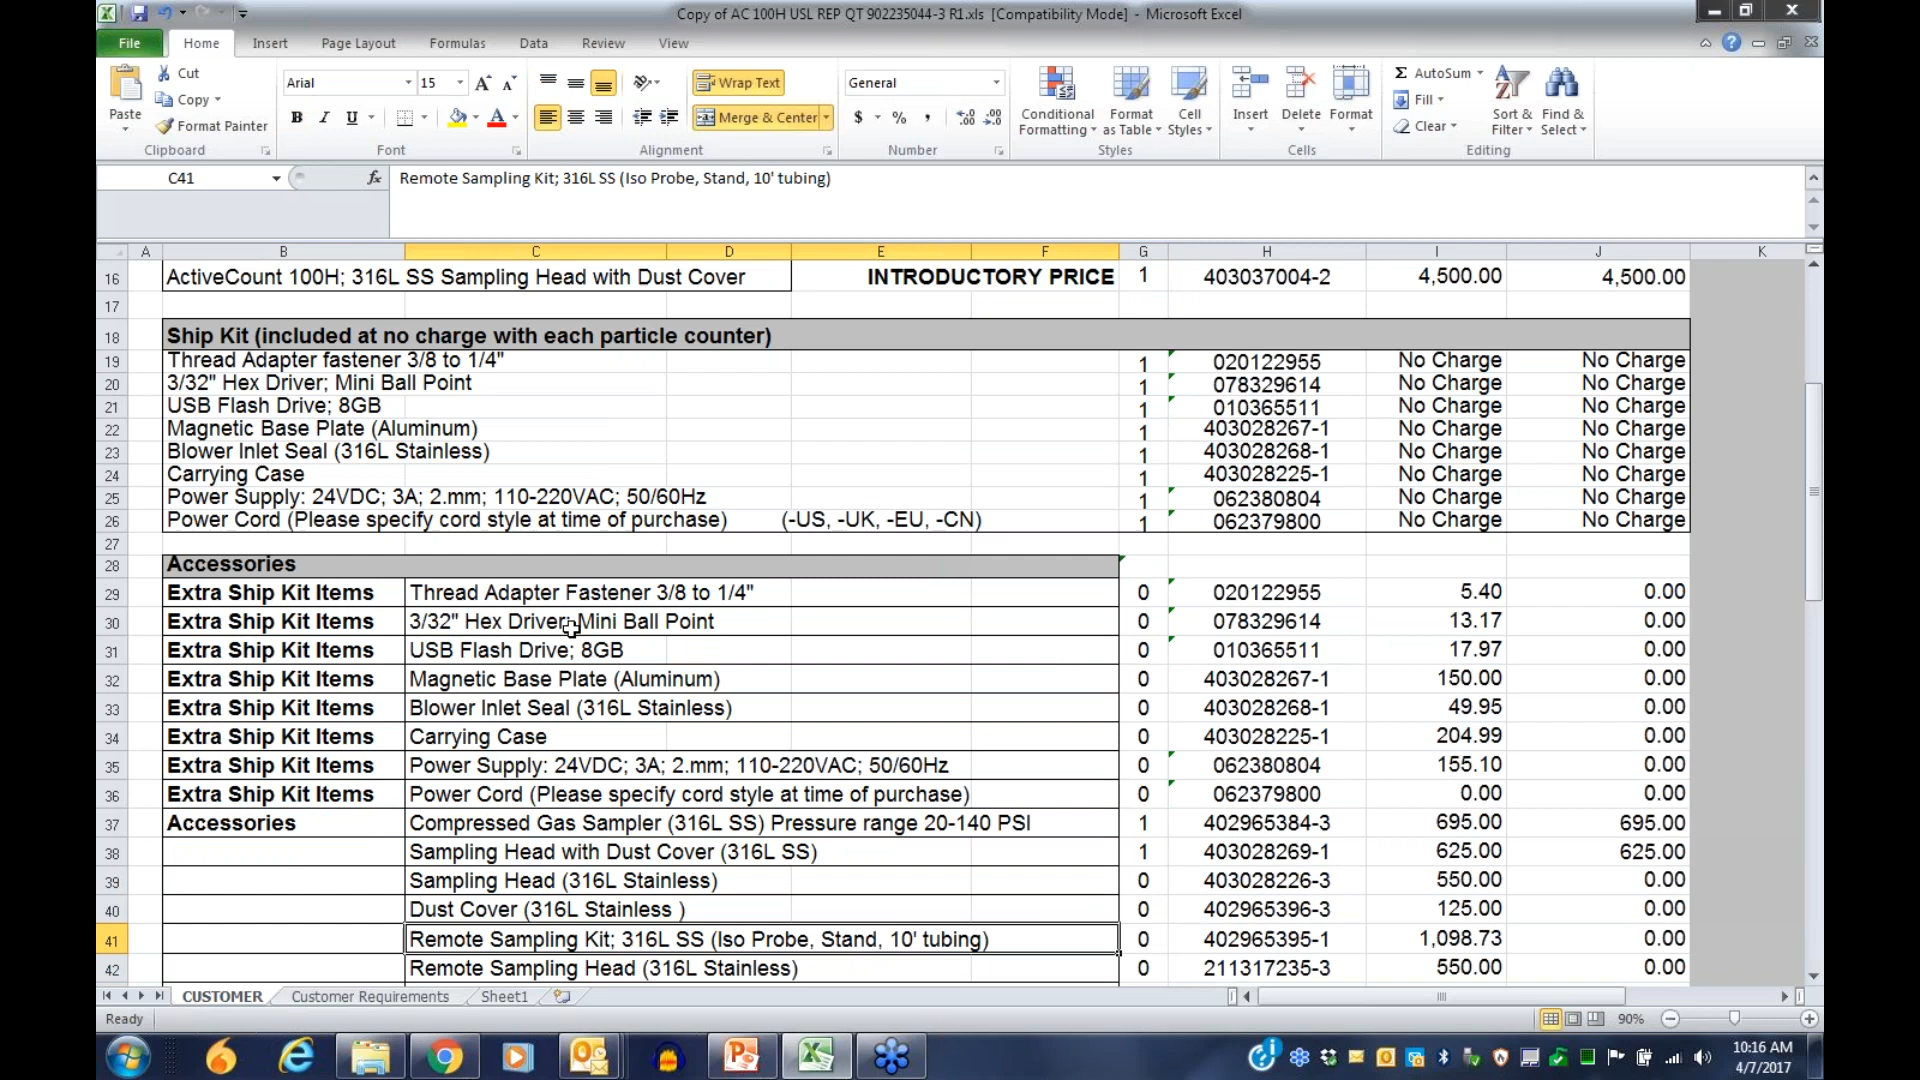 Copy of AC 100H USL REP QT 902235044-3 R1.xls [Compatibility Mode] - Microsoft Excel
File Home Insert Page Layout Formulas Data Review View
Cut
Copy
Format Painter
Paste
Clipboard
Arial 15
B I U
Font
Wrap Text
Merge & Center
Alignment
General
$ % ,
Number
Conditional Formatting
Format as Table
Cell Styles
Styles
Insert Delete Format
Cells
Σ AutoSum
Fill
Clear
Sort & Filter
Find & Select
Editing
C41 fx Remote Sampling Kit; 316L SS (Iso Probe, Stand, 10' tubing)
A B C D E F G H I J K
16 ActiveCount 100H; 316L SS Sampling Head with Dust Cover INTRODUCTORY PRICE 1 403037004-2 4,500.00 4,500.00
17
18 Ship Kit (included at no charge with each particle counter)
19 Thread Adapter fastener 3/8 to 1/4" 1 020122955 No Charge No Charge
20 3/32" Hex Driver; Mini Ball Point 1 078329614 No Charge No Charge
21 USB Flash Drive; 8GB 1 010365511 No Charge No Charge
22 Magnetic Base Plate (Aluminum) 1 403028267-1 No Charge No Charge
23 Blower Inlet Seal (316L Stainless) 1 403028268-1 No Charge No Charge
24 Carrying Case 1 403028225-1 No Charge No Charge
25 Power Supply: 24VDC; 3A; 2.mm; 110-220VAC; 50/60Hz 1 062380804 No Charge No Charge
26 Power Cord (Please specify cord style at time of purchase) (-US, -UK, -EU, -CN) 1 062379800 No Charge No Charge
27
28 Accessories
29 Extra Ship Kit Items Thread Adapter Fastener 3/8 to 1/4" 0 020122955 5.40 0.00
30 Extra Ship Kit Items 3/32" Hex Driver; Mini Ball Point 0 078329614 13.17 0.00
31 Extra Ship Kit Items USB Flash Drive; 8GB 0 010365511 17.97 0.00
32 Extra Ship Kit Items Magnetic Base Plate (Aluminum) 0 403028267-1 150.00 0.00
33 Extra Ship Kit Items Blower Inlet Seal (316L Stainless) 0 403028268-1 49.95 0.00
34 Extra Ship Kit Items Carrying Case 0 403028225-1 204.99 0.00
35 Extra Ship Kit Items Power Supply: 24VDC; 3A; 2.mm; 110-220VAC; 50/60Hz 0 062380804 155.10 0.00
36 Extra Ship Kit Items Power Cord (Please specify cord style at time of purchase) 0 062379800 0.00 0.00
37 Accessories Compressed Gas Sampler (316L SS) Pressure range 20-140 PSI 1 402965384-3 695.00 695.00
38 Sampling Head with Dust Cover (316L SS) 1 403028269-1 625.00 625.00
39 Sampling Head (316L Stainless) 0 403028226-3 550.00 0.00
40 Dust Cover (316L Stainless ) 0 402965396-3 125.00 0.00
41 Remote Sampling Kit; 316L SS (Iso Probe, Stand, 10' tubing) 0 402965395-1 1,098.73 0.00
42 Remote Sampling Head (316L Stainless) 0 211317235-3 550.00 0.00
CUSTOMER Customer Requirements Sheet1
Ready 90%
10:16 AM
4/7/2017